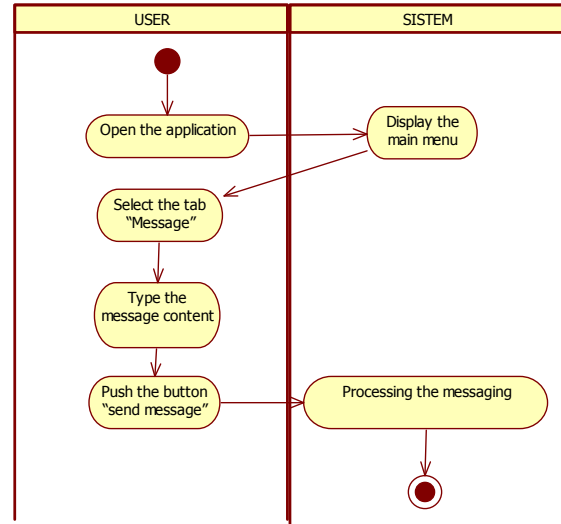 USER
SISTEM
Open the application
Display the
main menu
Select the tab
“Message”
Type the
message content
Push the button
“send message”
Processing the messaging